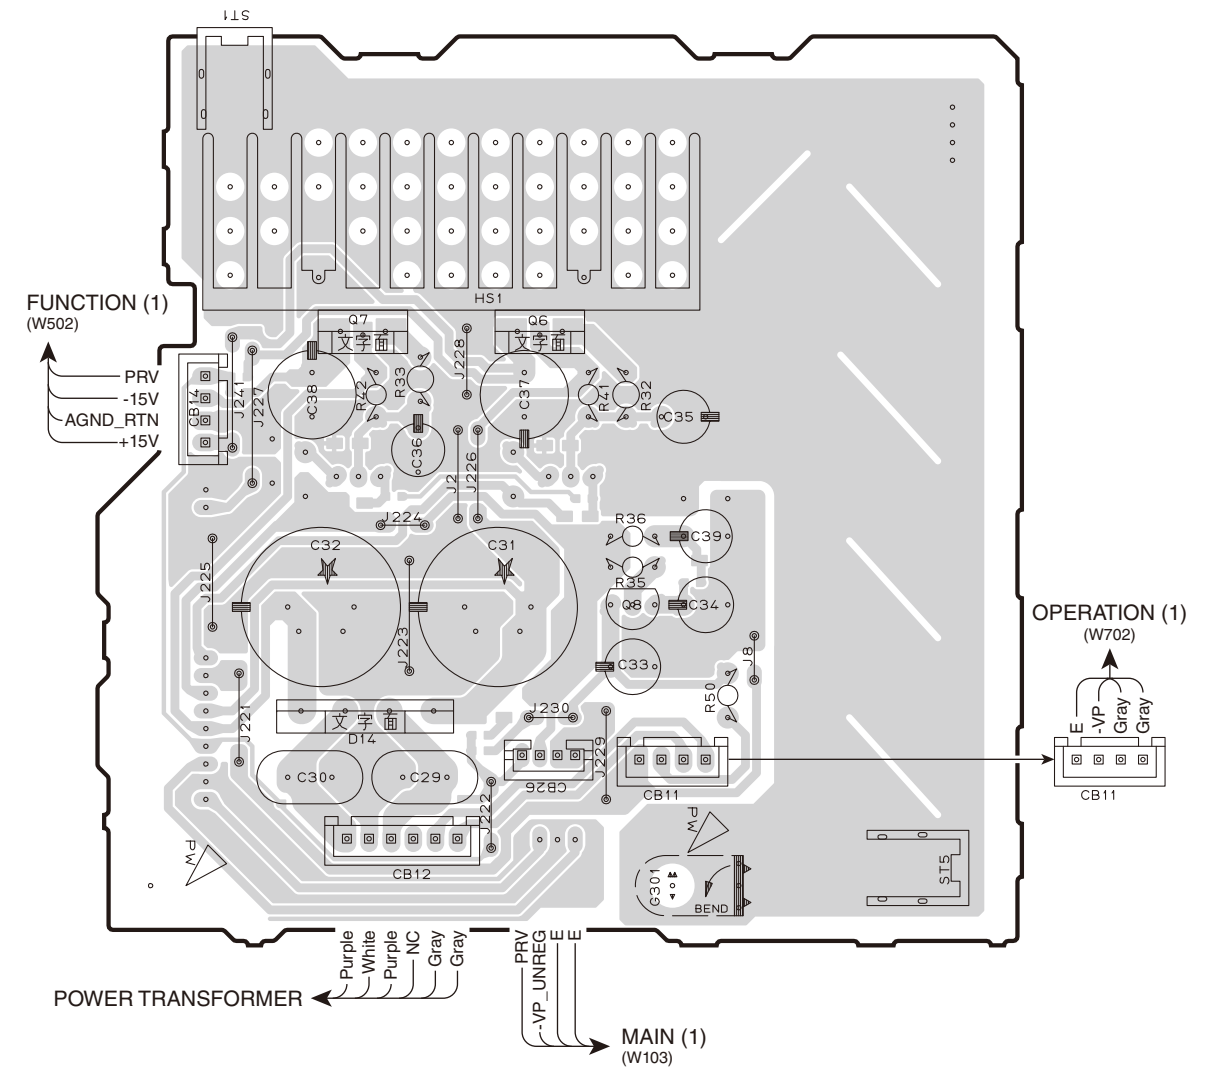 ST1
HS1
FUNCTION (1)
(W502)
Q7
文字面
Q6
文字面
PRV
-15V
AGND_RTN
+15V
CB14
J241
J227
C38
R42
R33
J228
C37
R41
R32
C35
C36
J2
J226
J224
R36
C39
C32
C31
J225
R35
Q8
C34
OPERATION (1)
(W702)
J223
C33
J8
R50
E
-VP
Gray
Gray
J221
文字面
D14
J230
J229
C30
C29
CB26
CB11
CB11
J222
PW
PW
CB12
G301
BEND
ST5
Purple
White
Purple
NC
Gray
Gray
PRV
-VP_UNREG
E
E
POWER TRANSFORMER
MAIN (1)
(W103)